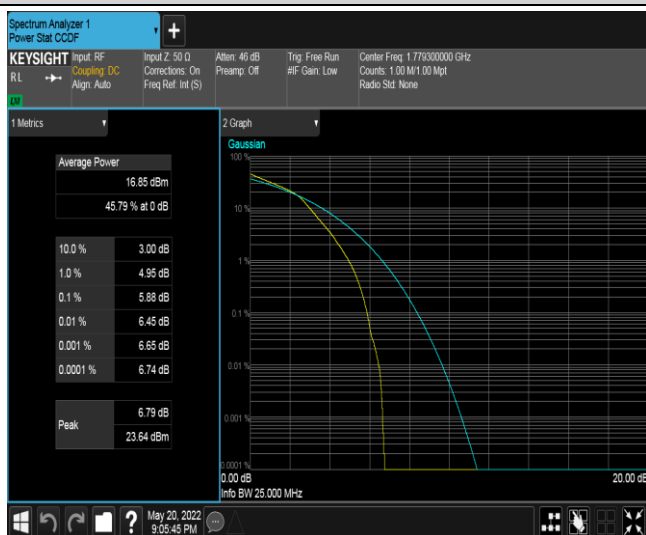 Spectrum Analyzer 1
Power Stat CCDF
+
KEYSIGHT
RL
Input: RF
Coupling: DC
Align: Auto
Input Z: 50 Ω
Corrections: On
Freq Ref: Int (S)
Atten: 46 dB
Preamp: Off
Trig: Free Run
#IF Gain: Low
Center Freq: 1.779300000 GHz
Counts: 1.00 M/1.00 Mpt
Radio Std: None
1 Metrics
Average Power
16.85 dBm
45.79 % at 0 dB
10.0 % 3.00 dB
1.0 % 4.95 dB
0.1 % 5.88 dB
0.01 % 6.45 dB
0.001 % 6.65 dB
0.0001 % 6.74 dB
Peak
6.79 dB
23.64 dBm
2 Graph
Gaussian
100 %
10 %
1 %
0.1 %
0.01 %
0.001 %
0.0001 %
0.00 dB
20.00 dB
Info BW 25.000 MHz
?
May 20, 2022
9:05:45 PM